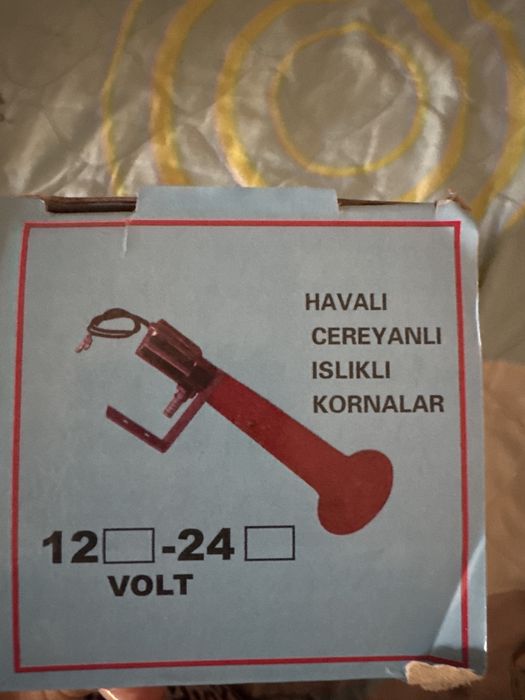 HAVALI
CEREYANLI
ISLIKLI
KORNALAR
12 -24
VOLT